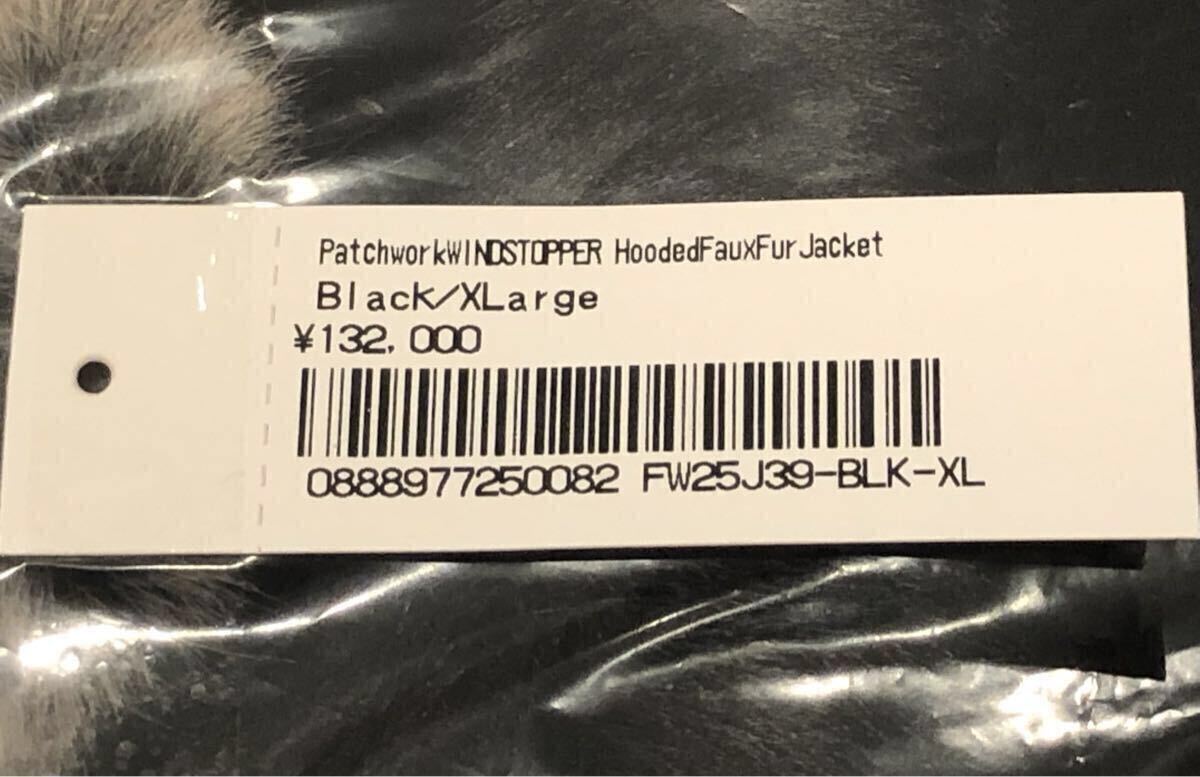 PatchworkWINDSTOPPER HoodedFauxFurJacket
Black/XLarge
¥132,000
0888977250082 FW25J39-BLK-XL